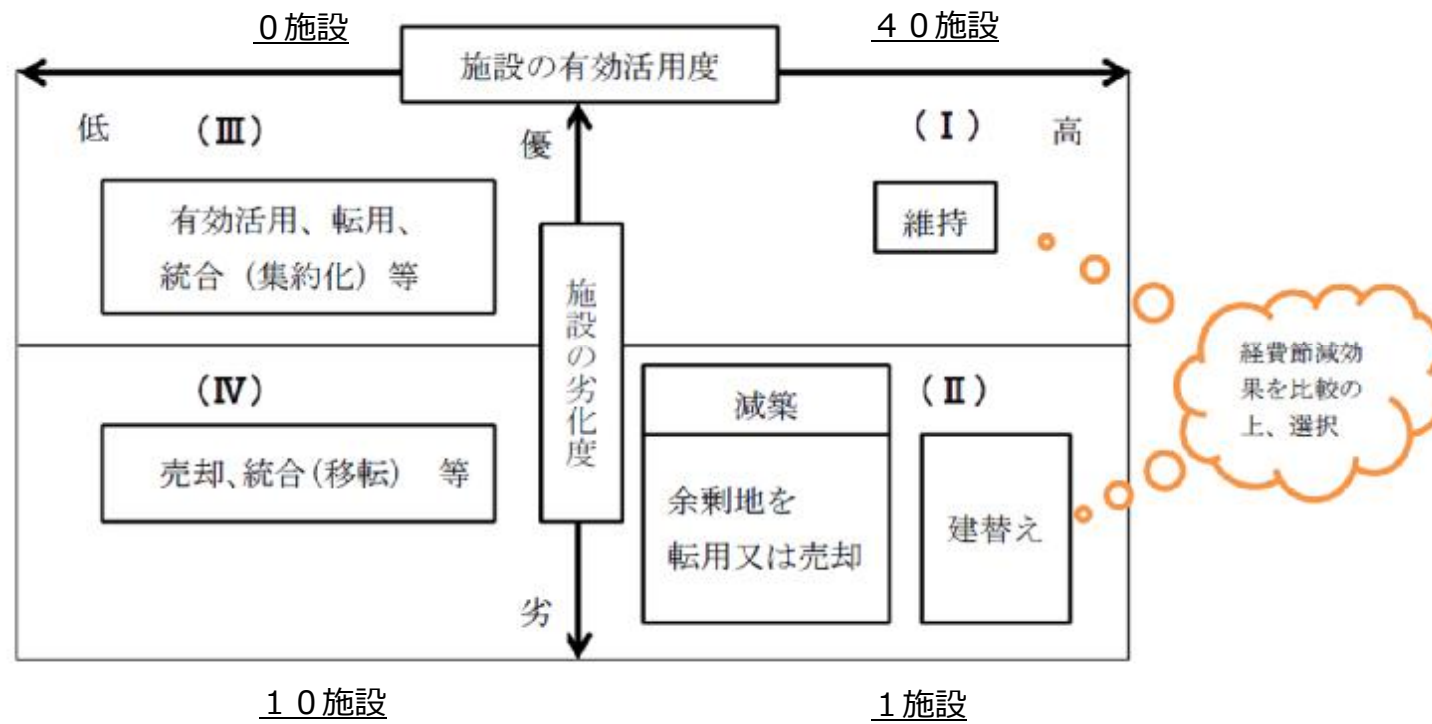 ０施設
４０施設
施設の有効活用度
低
（Ⅲ）
優
（Ⅰ）
高
有効活用、転用、
統合（集約化）等
維持
施設の劣化度
経費節減効
果を比較の
上、選択
（Ⅳ）
売却、統合（移転） 等
減築
（Ⅱ）
余剰地を
転用又は売却
建替え
劣
１０施設
１施設